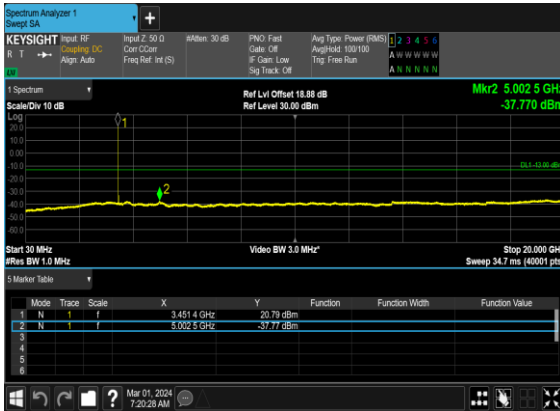 Spectrum Analyzer 1
Swept SA
+
KEYSIGHT Input: RF Input Z: 50 Ω #Atten: 30 dB PNO: Fast Avg Type: Power (RMS) 1 2 3 4 5 6
R T Coupling: DC Corr CCorr Gate: Off Avg|Hold: 100/100 A W W W W W
Align: Auto Freq Ref: Int (S) IF Gain: Low Trig: Free Run
Sig Track: Off A N N N N N
1 Spectrum Ref Lvl Offset 18.88 dB Mkr2 5.002 5 GHz
Scale/Div 10 dB Ref Level 30.00 dBm -37.770 dBm
Log
20.0
10.0
0.00
-10.0
DL1 -13.00 dBm
-20.0
-30.0
-40.0
-50.0
-60.0
1
2
Start 30 MHz Video BW 3.0 MHz* Stop 20.000 GHz
#Res BW 1.0 MHz Sweep 34.7 ms (40001 pts)
5 Marker Table
Mode Trace Scale X Y Function Function Width Function Value
1 N 1 f 3.451 4 GHz 20.79 dBm
2 N 1 f 5.002 5 GHz -37.77 dBm
3
4
5
6
? Mar 01, 2024
7:20:28 AM